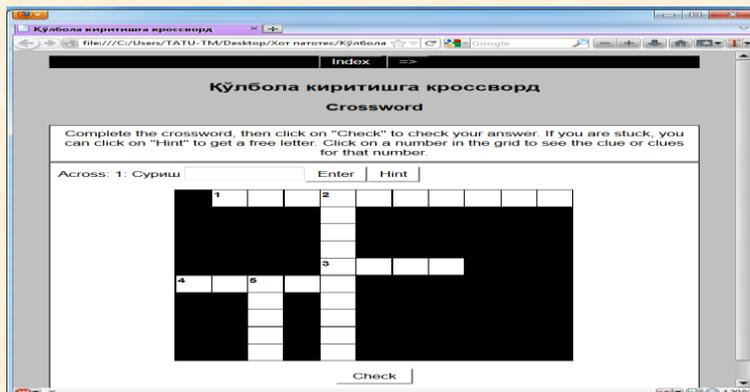 Қўлбола киритишга кроссворд
file:///C:/Users/TATU-TM/Desktop/Хот патотес/Қўлбола
Google
Index =>
Қўлбола киритишга кроссворд
Crossword
Complete the crossword, then click on "Check" to check your answer. If you are stuck, you
can click on "Hint" to get a free letter. Click on a number in the grid to see the clue or clues
for that number.
Across: 1: Суриш Enter Hint
1 2
3
4 5
Check